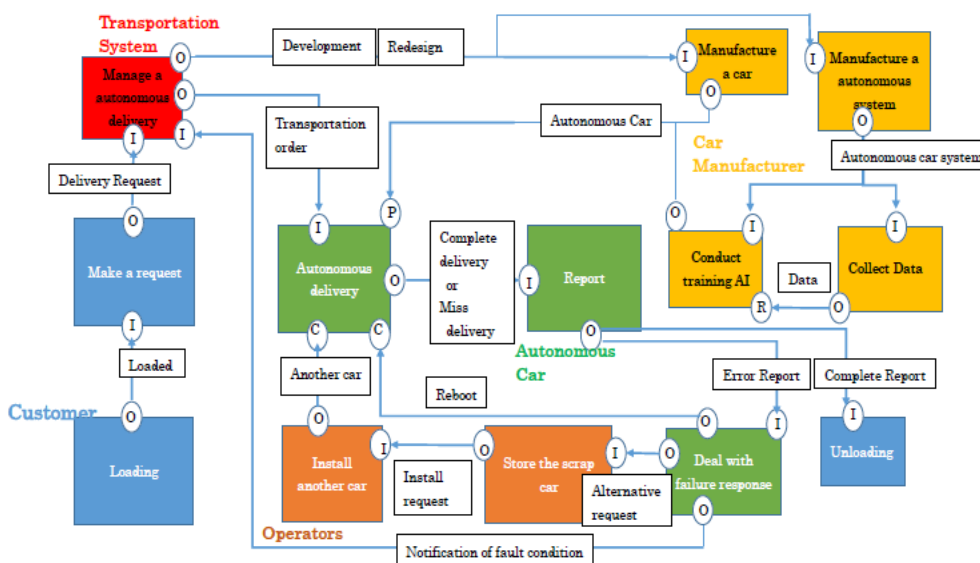 Transportation
System
Development
Redesign
Manufacture
a car
Manufacture a
autonomous
system
Manage a
autonomous
delivery
O
O
I
I
I
O
I
O
Transportation
order
Autonomous Car
Car
Manufacturer
Autonomous car system
Delivery Request
O
Make a request
I
Loaded
O
Customer
Loading
I
P
Autonomous
delivery
O
C
C
Complete
delivery
or
Miss
delivery
I
Report
O
Autonomous
Car
O
I
Conduct
training AI
R
Data
I
Collect Data
O
Another car
Reboot
Error Report
Complete Report
O
Install
another car
I
Install
request
O
Store the scrap
car
I
Alternative
request
O
O
I
Deal with
failure response
O
I
Unloading
Operators
Notification of fault condition